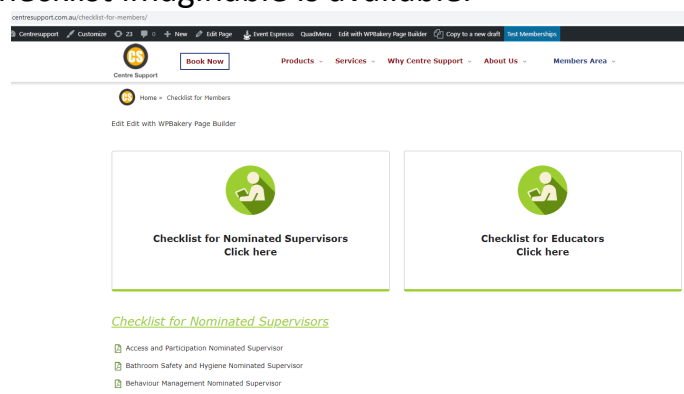 checklist imaginable is available.
centresupport.com.au/checklist-for-members/
Centresupport Customize 23 0 New Edit Page Event Espresso QuadMenu Edit with WPBakery Page Builder Copy to a new draft Test Memberships
CS
Centre Support
Book Now
Products Services Why Centre Support About Us Members Area
CS
Home » Checklist for Members
Edit Edit with WPBakery Page Builder
Checklist for Nominated Supervisors
Click here
Checklist for Educators
Click here
Checklist for Nominated Supervisors
Access and Participation Nominated Supervisor
Bathroom Safety and Hygiene Nominated Supervisor
Behaviour Management Nominated Supervisor